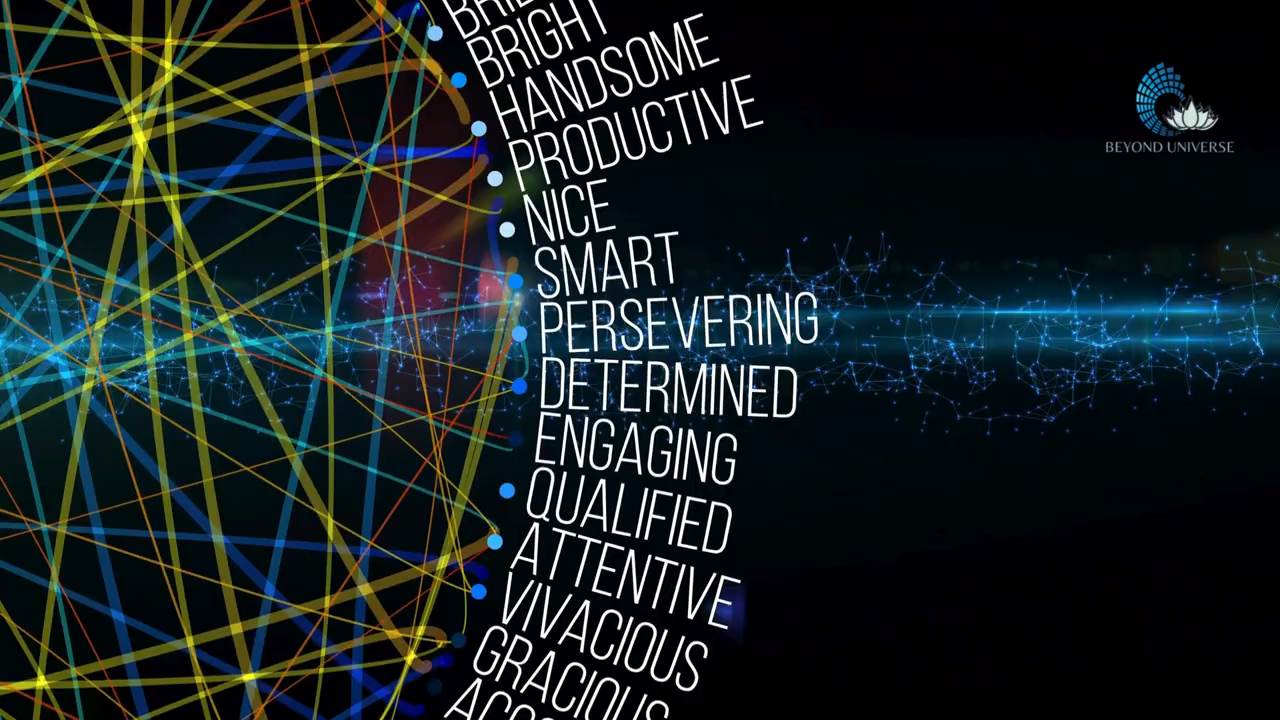 BRIGHT
HANDSOME
PRODUCTIVE
NICE
SMART
PERSEVERING
DETERMINED
ENGAGING
QUALIFIED
ATTENTIVE
VIVACIOUS
GRACIOUS
BEYOND UNIVERSE